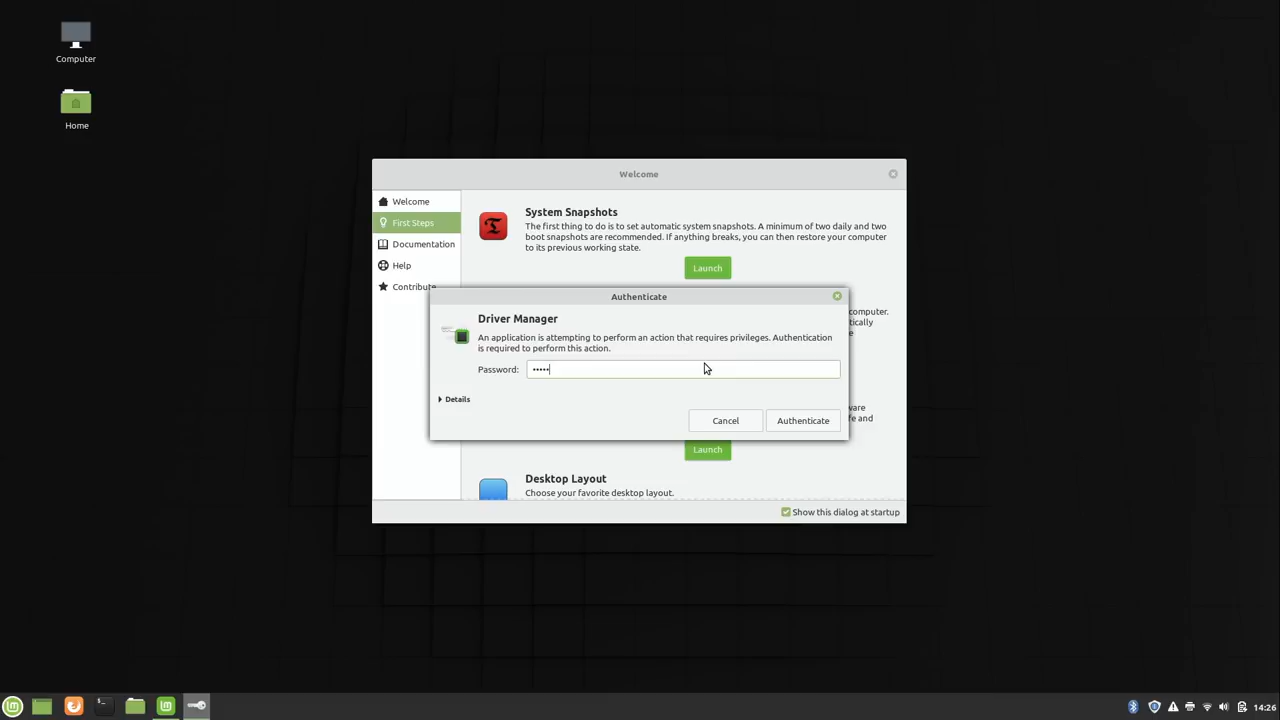 Computer
Home
Welcome
Welcome
First Steps
Documentation
Help
Contribute
System Snapshots
The first thing to do is to set automatic system snapshots. A minimum of two daily and two
boot snapshots are recommended. If anything breaks, you can then restore your computer
to its previous working state.
Launch
computer.
Authenticate
Driver Manager
An application is attempting to perform an action that requires privileges. Authentication
is required to perform this action.
Password: •••••
Details
Cancel
Authenticate
Launch
Desktop Layout
Choose your favorite desktop layout.
Show this dialog at startup
14:26